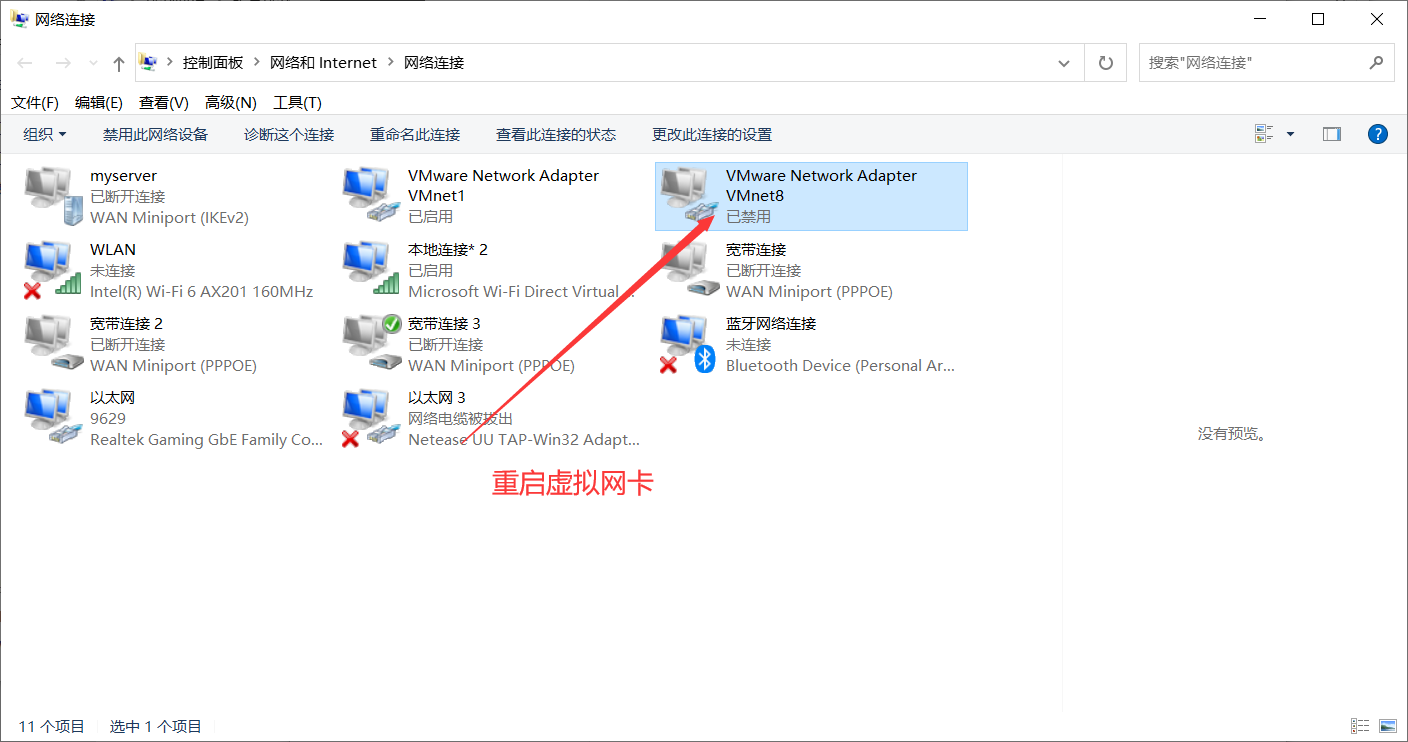 网络连接
控制面板 网络和 Internet 网络连接
搜索"网络连接"
文件(F) 编辑(E) 查看(V) 高级(N) 工具(T)
组织 禁用此网络设备 诊断这个连接 重命名此连接 查看此连接的状态 更改此连接的设置
myserver
已断开连接
WAN Miniport (IKEv2)
VMware Network Adapter
VMnet1
已启用
VMware Network Adapter
VMnet8
已禁用
WLAN
未连接
Intel(R) Wi-Fi 6 AX201 160MHz
本地连接* 2
已启用
Microsoft Wi-Fi Direct Virtual ...
宽带连接
已断开连接
WAN Miniport (PPPOE)
宽带连接 2
已断开连接
WAN Miniport (PPPOE)
宽带连接 3
已断开连接
WAN Miniport (PPPOE)
蓝牙网络连接
未连接
Bluetooth Device (Personal Ar...
以太网
9629
Realtek Gaming GbE Family Co...
以太网 3
网络电缆被拔出
Netease UU TAP-Win32 Adapt...
重启虚拟网卡
没有预览。
11 个项目 选中 1 个项目